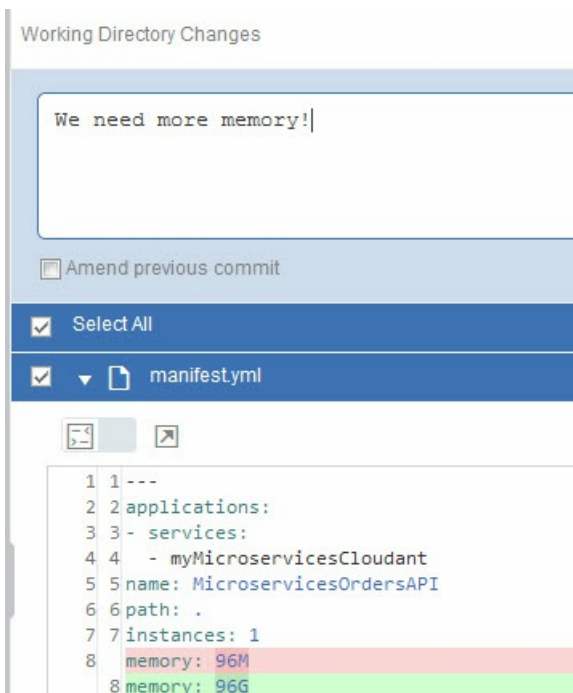 Working Directory Changes
We need more memory!
Amend previous commit
Select All
manifest.yml
1 1 ---
2 2 applications:
3 3 - services:
4 4   - myMicroservicesCloudant
5 5 name: MicroservicesOrdersAPI
6 6 path: .
7 7 instances: 1
8 memory: 96M
8 memory: 96G